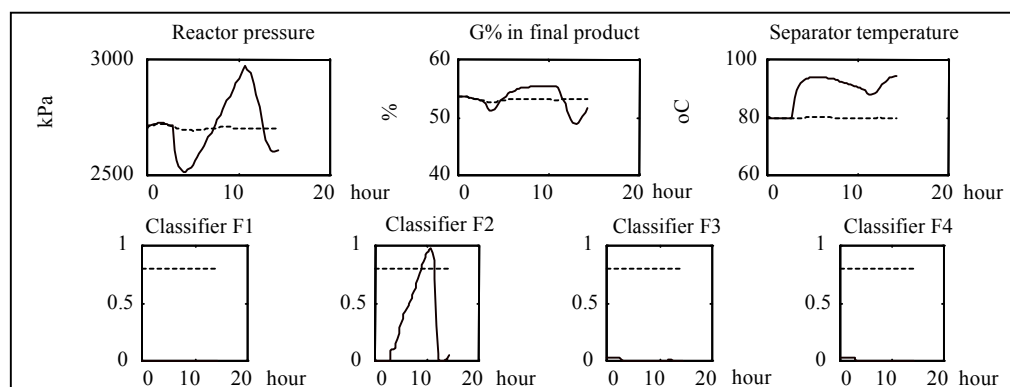 Reactor pressure G% in final product Separator temperature
3000 60 100
kPa % oC
50 80
2500 40 60
0 10 20 hour 0 10 20 hour 0 10 20 hour
Classifier F1 Classifier F2 Classifier F3 Classifier F4
1 1 1 1
0.5 0.5 0.5 0.5
0 0 0 0
0 10 20 hour 0 10 20 hour 0 10 20 hour 0 10 20 hour